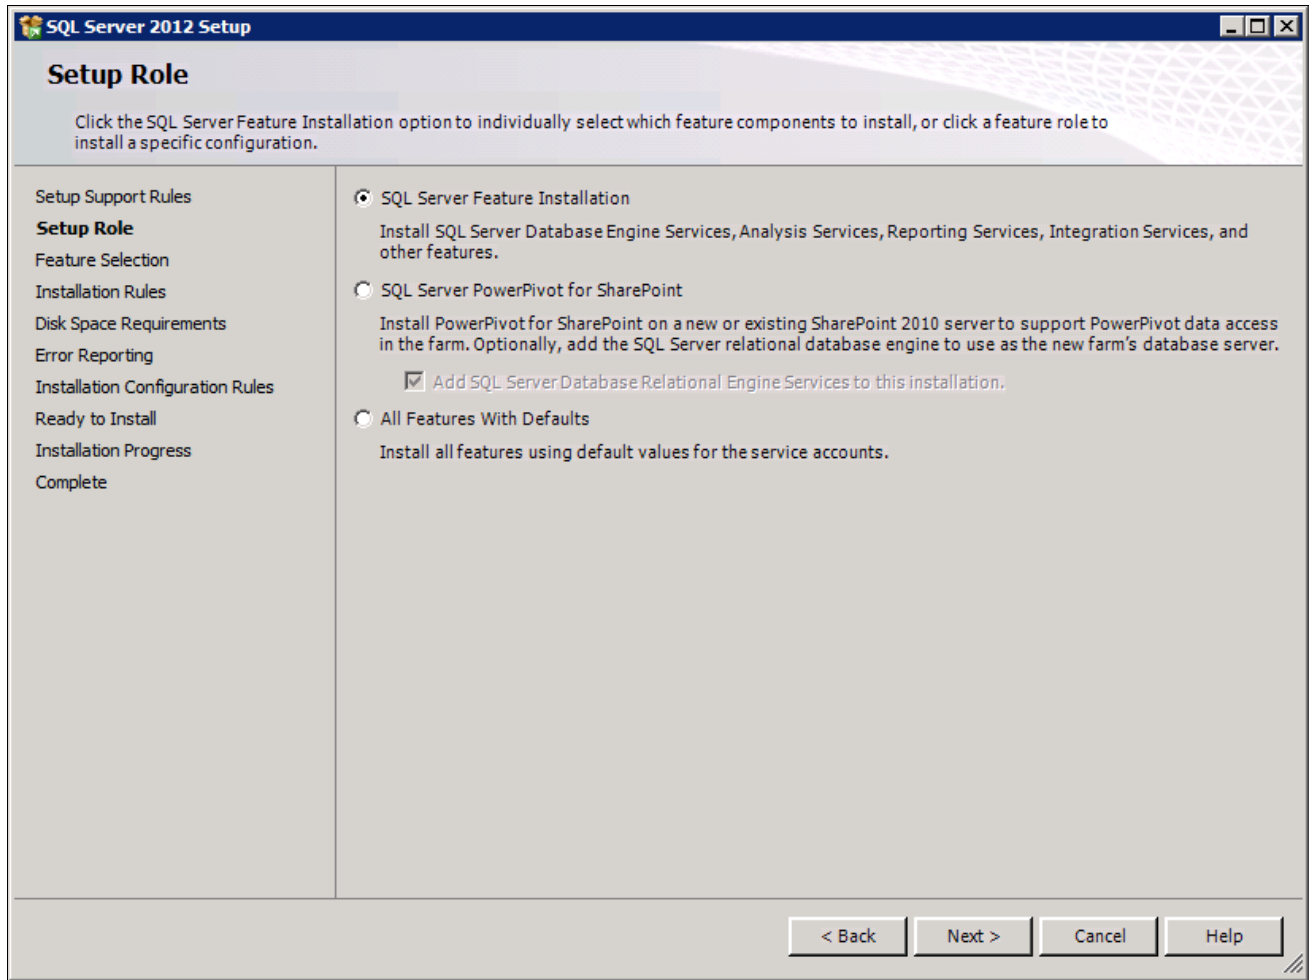 SQL Server 2012 Setup
Setup Role
Click the SQL Server Feature Installation option to individually select which feature components to install, or click a feature role to
install a specific configuration.
Setup Support Rules
Setup Role
Feature Selection
Installation Rules
Disk Space Requirements
Error Reporting
Installation Configuration Rules
Ready to Install
Installation Progress
Complete
SQL Server Feature Installation
Install SQL Server Database Engine Services, Analysis Services, Reporting Services, Integration Services, and
other features.
SQL Server PowerPivot for SharePoint
Install PowerPivot for SharePoint on a new or existing SharePoint 2010 server to support PowerPivot data access
in the farm. Optionally, add the SQL Server relational database engine to use as the new farm's database server.
Add SQL Server Database Relational Engine Services to this installation.
All Features With Defaults
Install all features using default values for the service accounts.
< Back
Next >
Cancel
Help